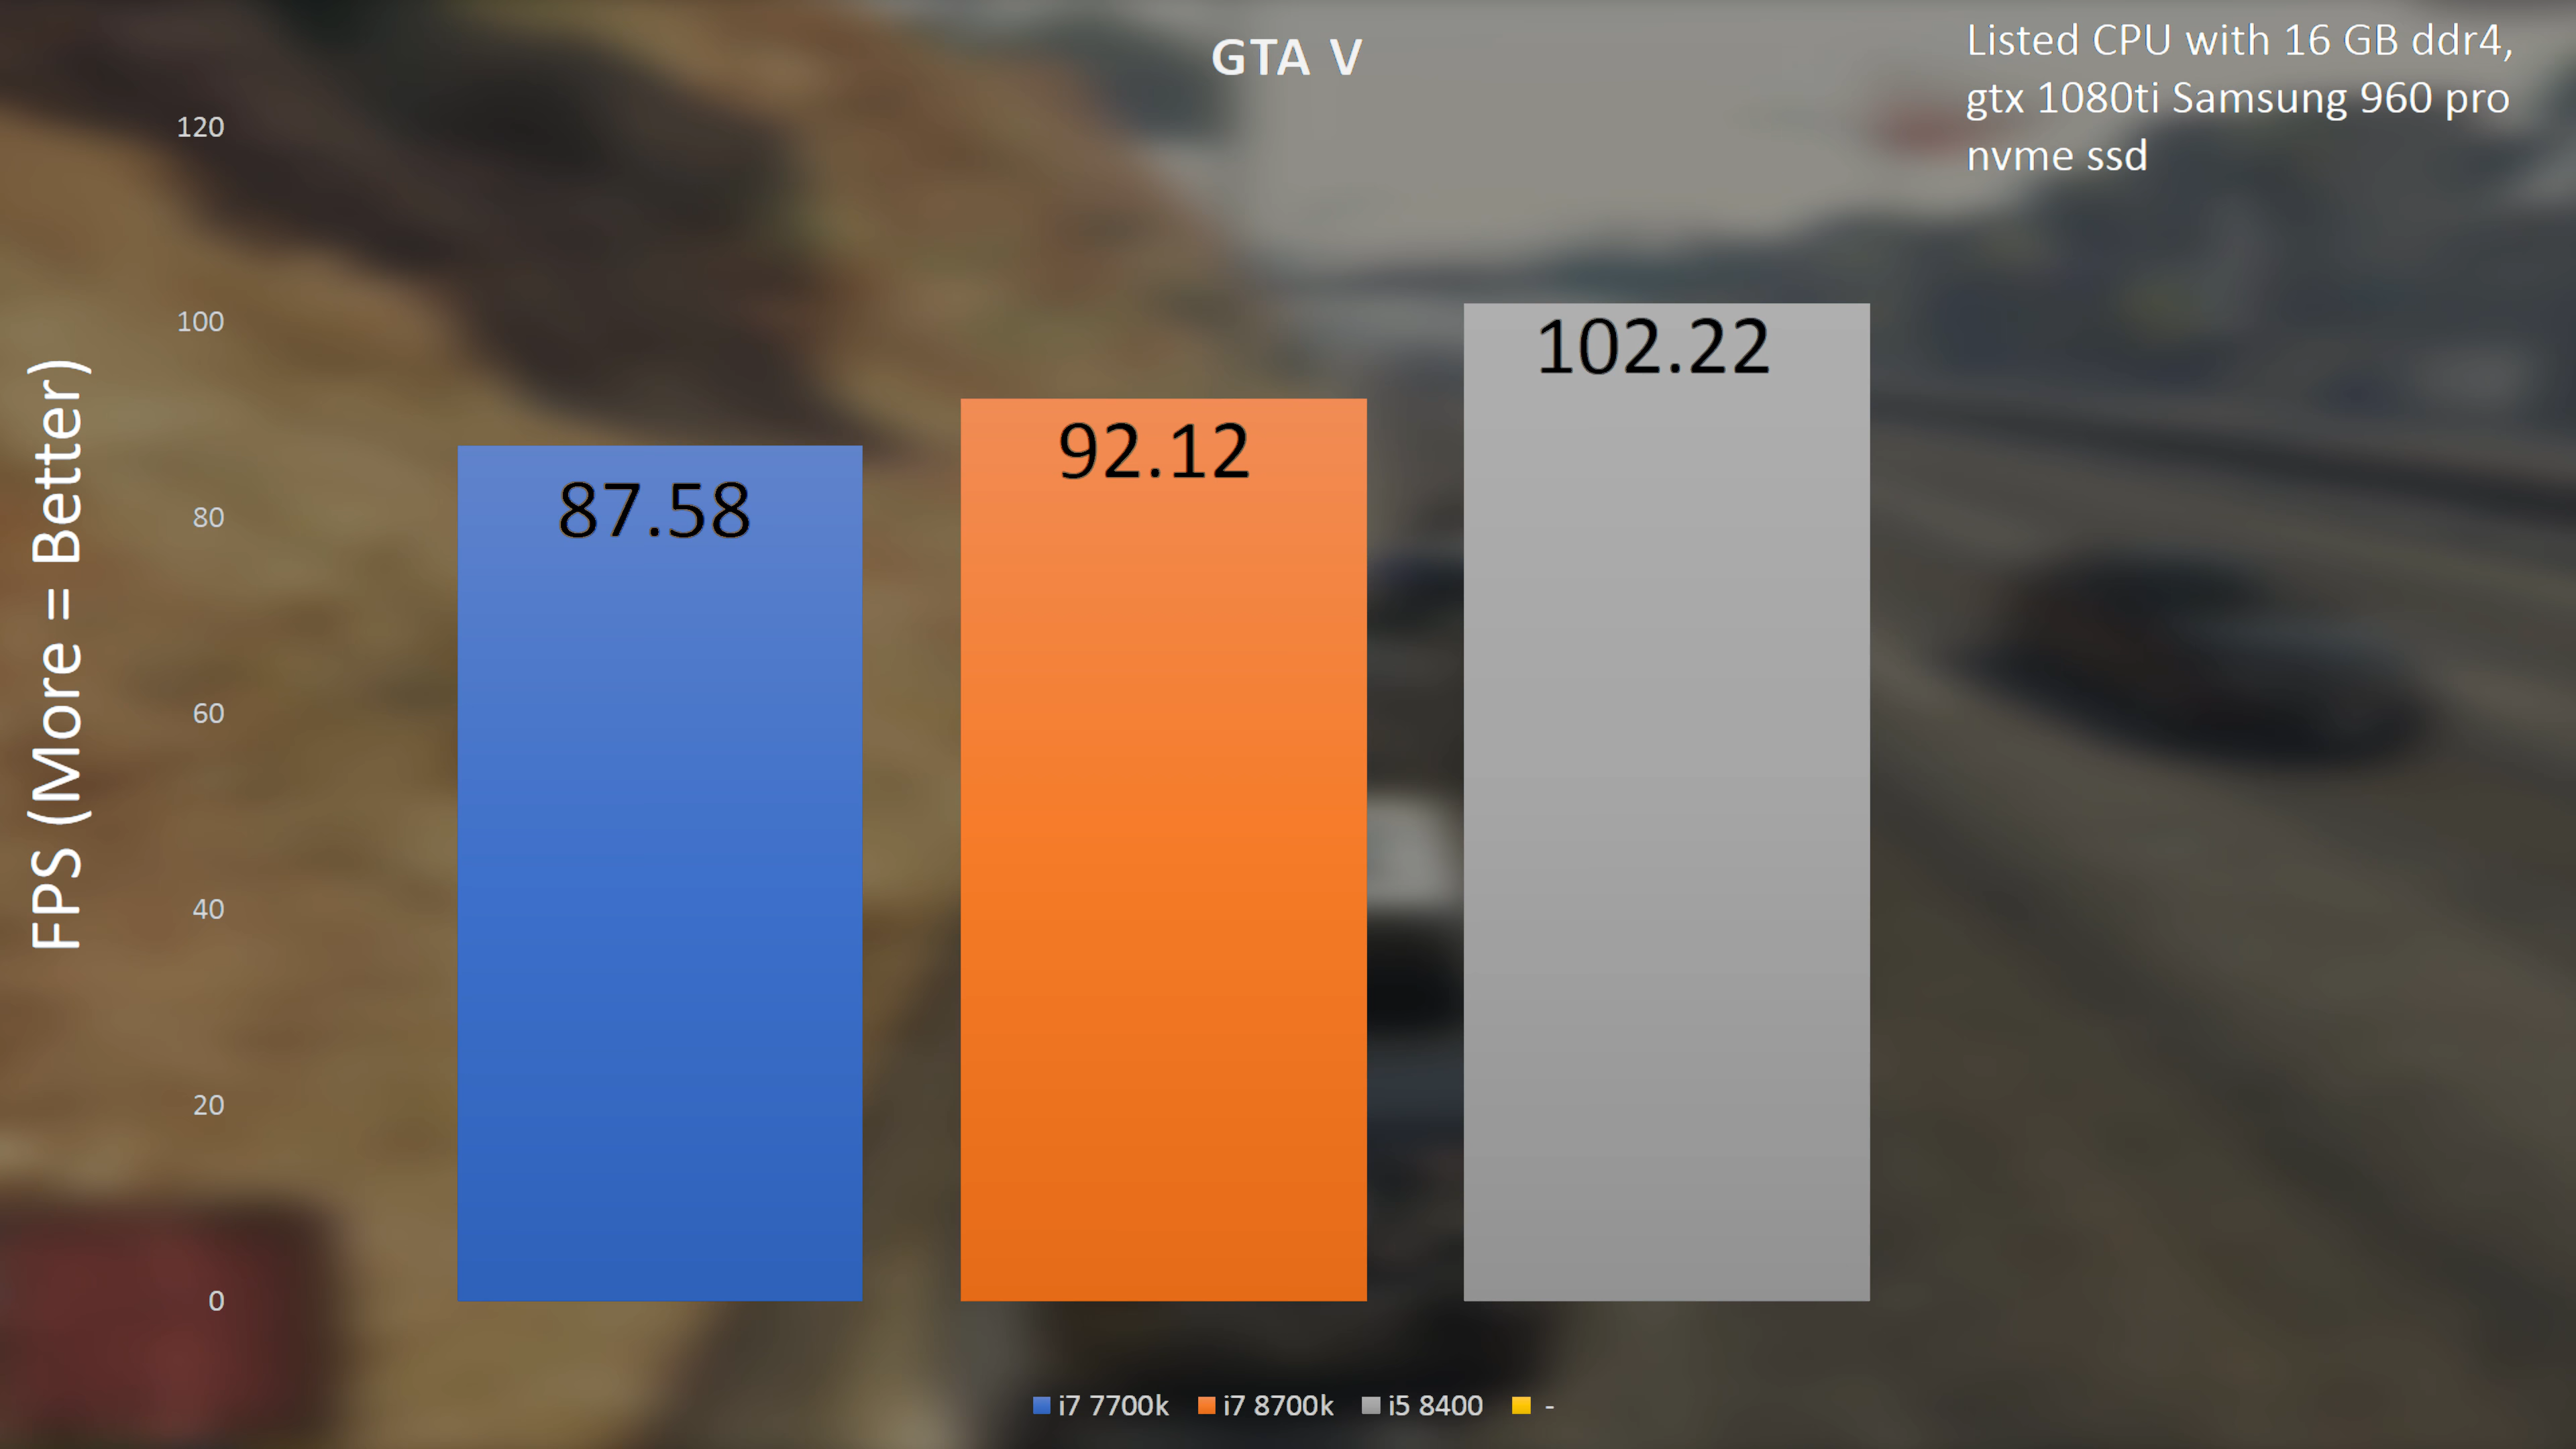 GTA V
Listed CPU with 16 GB ddr4,
gtx 1080ti Samsung 960 pro
nvme ssd
FPS (More = Better)
120
100
80
60
40
20
0
87.58
92.12
102.22
i7 7700k
i7 8700k
i5 8400
-